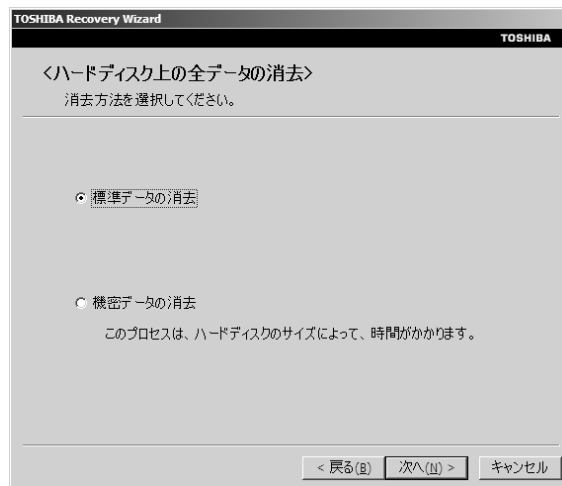 TOSHIBA Recovery Wizard
TOSHIBA
<ハードディスク上の全データの消去>
消去方法を選択してください。
標準データの消去
機密データの消去
このプロセスは、ハードディスクのサイズによって、時間がかかります。
< 戻る(B) 次へ(N) > キャンセル